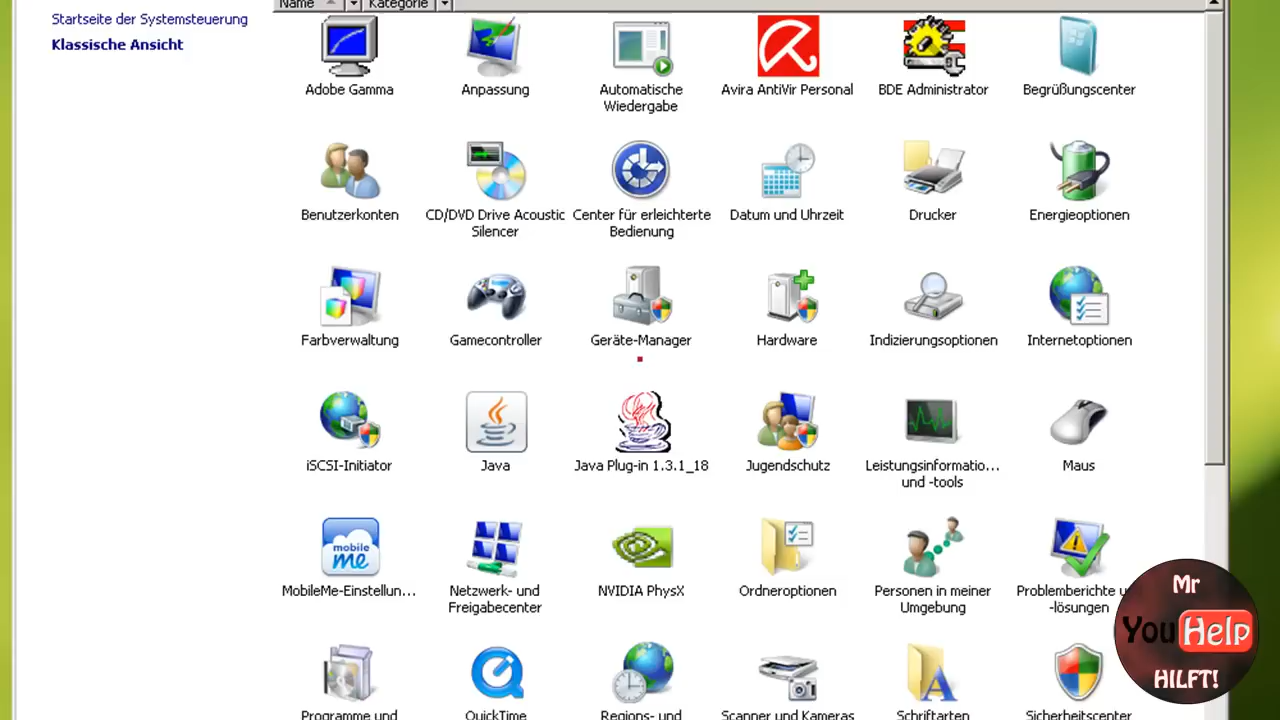 Name
Kategorie
Startseite der Systemsteuerung
Klassische Ansicht
Adobe Gamma
Anpassung
Automatische
Wiedergabe
Avira AntiVir Personal
BDE Administrator
Begrüßungscenter
Benutzerkonten
CD/DVD Drive Acoustic
Silencer
Center für erleichterte
Bedienung
Datum und Uhrzeit
Drucker
Energieoptionen
Farbverwaltung
Gamecontroller
Geräte-Manager
Hardware
Indizierungsoptionen
Internetoptionen
iSCSI-Initiator
Java
Java Plug-in 1.3.1_18
Jugendschutz
Leistungsinformatio...
und -tools
Maus
mobile
me
MobileMe-Einstellun...
Netzwerk- und
Freigabecenter
NVIDIA PhysX
Ordneroptionen
Personen in meiner
Umgebung
Problemberichte u
-lösungen
Programme und
QuickTime
Regions- und
Scanner und Kameras
Schriftarten
Sicherheitscenter
Mr
YouHelp
HILFT!